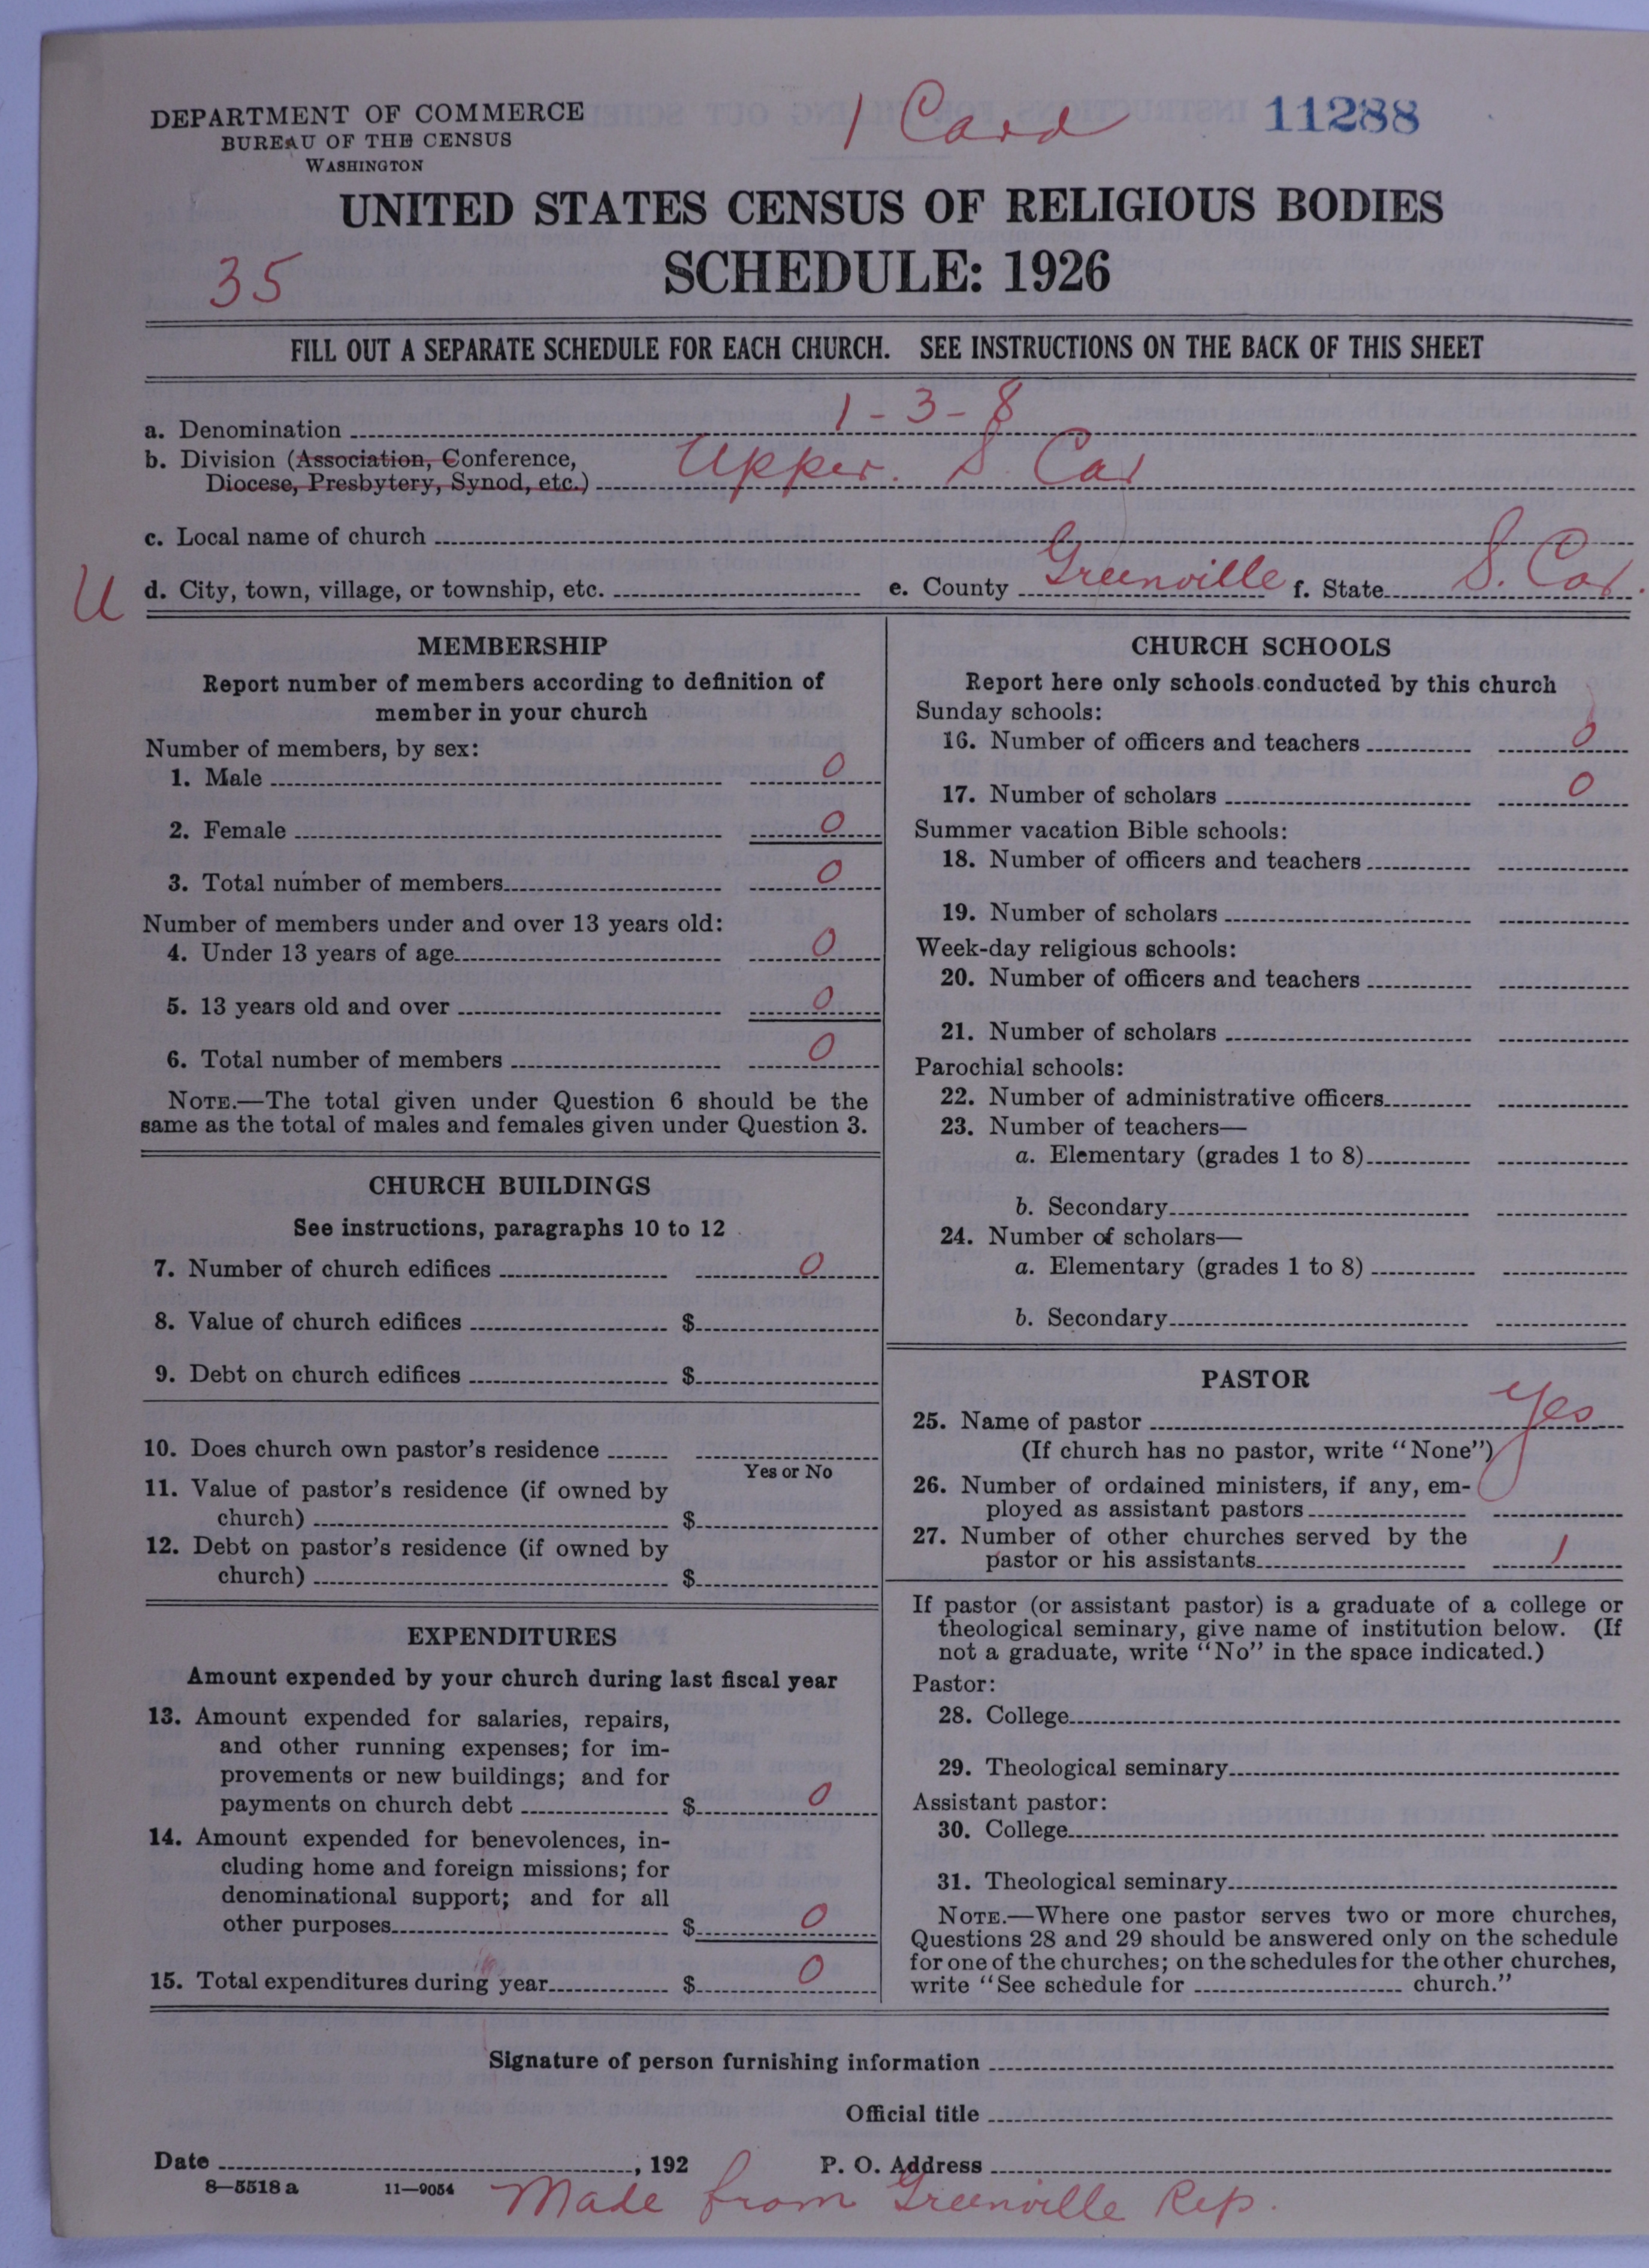 DEPARTMENT OF COMMERCE
BUREAU OF THE CENSUS
WASHINGTON
1 Card
11288
UNITED STATES CENSUS OF RELIGIOUS BODIES
SCHEDULE: 1926
35
FILL OUT A SEPARATE SCHEDULE FOR EACH CHURCH. SEE INSTRUCTIONS ON THE BACK OF THIS SHEET
a. Denomination 1-3-8
b. Division (Association, Conference,
Diocese, Presbytery, Synod, etc.) Upper. S Car
c. Local name of church
U d. City, town, village, or township, etc. e. County Greenville f. State S. Car.
MEMBERSHIP
Report number of members according to definition of
member in your church
Number of members, by sex:
1. Male 0
2. Female 0
3. Total number of members 0
Number of members under and over 13 years old:
4. Under 13 years of age 0
5. 13 years old and over 0
6. Total number of members 0
NOTE.—The total given under Question 6 should be the
same as the total of males and females given under Question 3.
CHURCH BUILDINGS
See instructions, paragraphs 10 to 12
7. Number of church edifices 0
8. Value of church edifices $
9. Debt on church edifices $
10. Does church own pastor's residence
Yes or No
11. Value of pastor's residence (if owned by
church) $
12. Debt on pastor's residence (if owned by
church) $
EXPENDITURES
Amount expended by your church during last fiscal year
13. Amount expended for salaries, repairs,
and other running expenses; for im-
provements or new buildings; and for
payments on church debt $ 0
14. Amount expended for benevolences, in-
cluding home and foreign missions; for
denominational support; and for all
other purposes $ 0
15. Total expenditures during year $ 0
CHURCH SCHOOLS
Report here only schools conducted by this church
Sunday schools:
16. Number of officers and teachers 0
17. Number of scholars 0
Summer vacation Bible schools:
18. Number of officers and teachers
19. Number of scholars
Week-day religious schools:
20. Number of officers and teachers
21. Number of scholars
Parochial schools:
22. Number of administrative officers
23. Number of teachers—
a. Elementary (grades 1 to 8)
b. Secondary
24. Number of scholars—
a. Elementary (grades 1 to 8)
b. Secondary
PASTOR
25. Name of pastor Yes
(If church has no pastor, write "None")
26. Number of ordained ministers, if any, em-
ployed as assistant pastors
27. Number of other churches served by the
pastor or his assistants 1
If pastor (or assistant pastor) is a graduate of a college or
theological seminary, give name of institution below. (If
not a graduate, write "No" in the space indicated.)
Pastor:
28. College
29. Theological seminary
Assistant pastor:
30. College
31. Theological seminary
NOTE.—Where one pastor serves two or more churches,
Questions 28 and 29 should be answered only on the schedule
for one of the churches; on the schedules for the other churches,
write "See schedule for church."
Signature of person furnishing information
Official title
Date , 192 P. O. Address
8—5518 a 11—9054
Made from Greenville Rep.